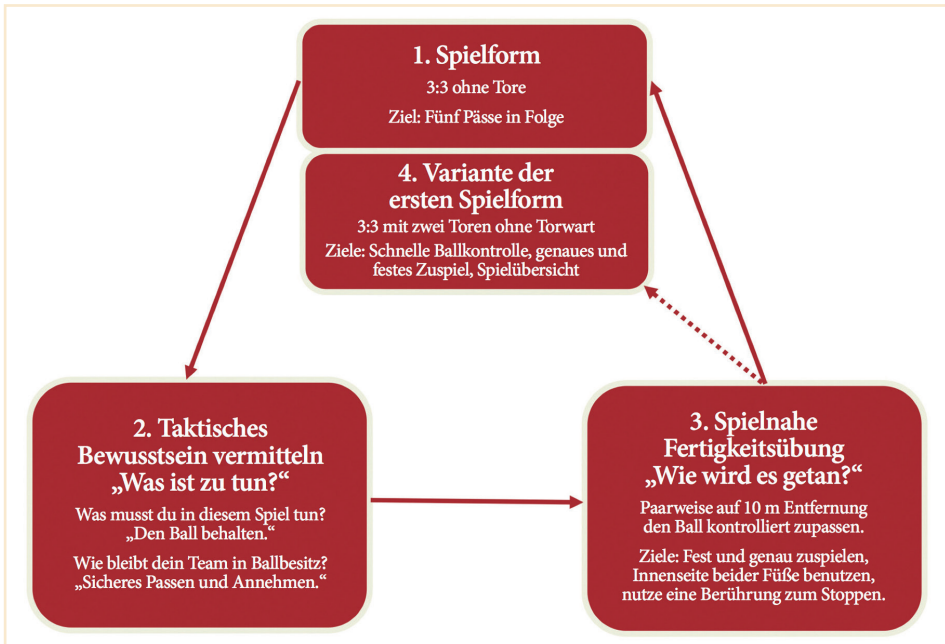 1. Spielform
3:3 ohne Tore
Ziel: Fünf Pässe in Folge
4. Variante der
ersten Spielform
3:3 mit zwei Toren ohne Torwart
Ziele: Schnelle Ballkontrolle, genaues und
festes Zuspiel, Spielübersicht
2. Taktisches
Bewusstsein vermitteln
„Was ist zu tun?“
Was musst du in diesem Spiel tun?
„Den Ball behalten.“
Wie bleibt dein Team in Ballbesitz?
„Sicheres Passen und Annehmen.“
3. Spielnahe
Fertigkeitsübung
„Wie wird es getan?“
Paarweise auf 10 m Entfernung
den Ball kontrolliert zupassen.
Ziele: Fest und genau zuspielen,
Innenseite beider Füße benutzen,
nutze eine Berührung zum Stoppen.